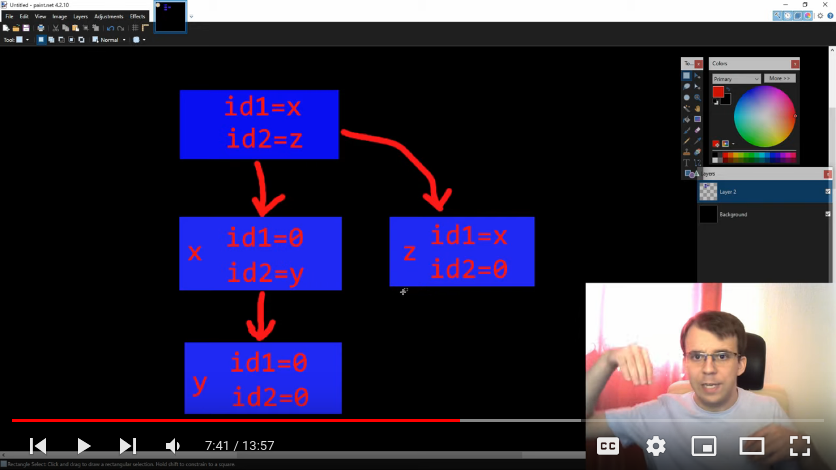 Untitled - paint.net 4.2.10
File Edit View Image Layers Adjustments Effects
Tool:
Normal
id1=x
id2=z
x
id1=0
id2=y
z
id1=x
id2=0
y
id1=0
id2=0
Colors
Primary
More >>
Layer 2
Background
7:41 / 13:57
CC
Rectangle Select: Click and drag to draw a rectangular selection. Hold shift to constrain to a square.